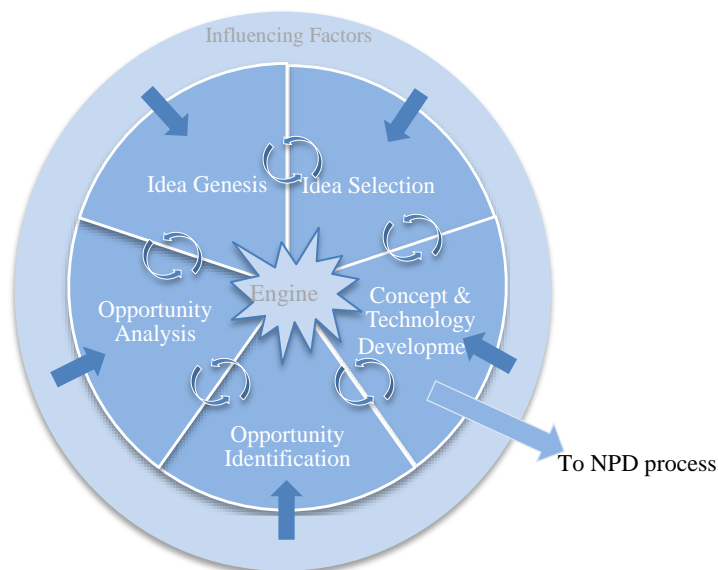 Influencing Factors
Idea Genesis
Idea Selection
Engine
Opportunity
Analysis
Concept &
Technology
Developme
Opportunity
Identification
To NPD process